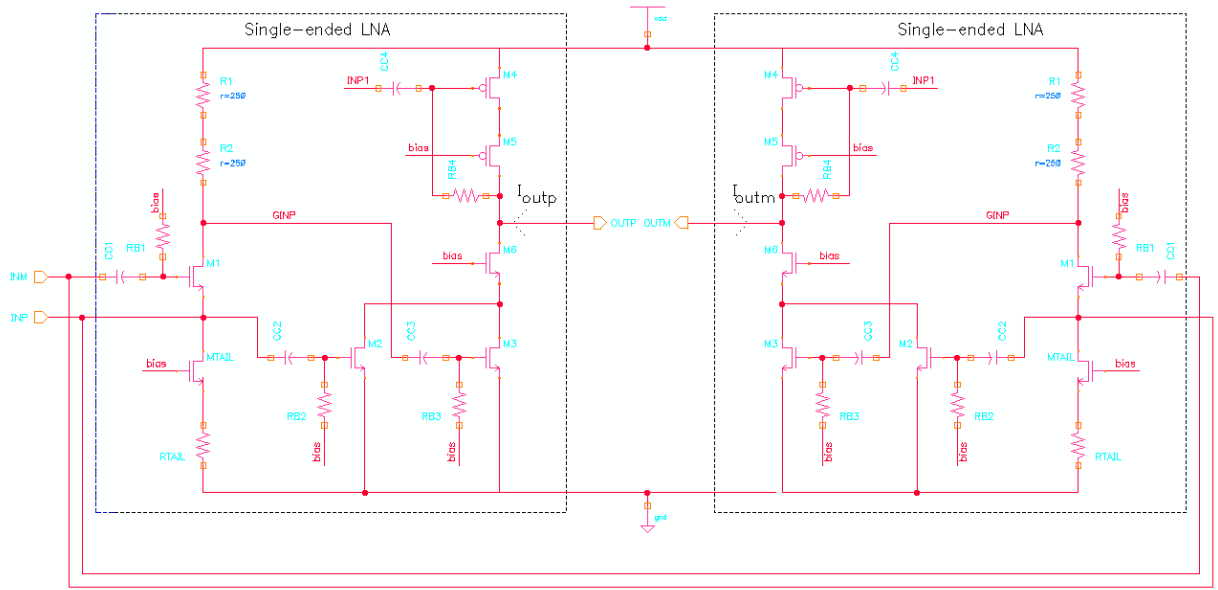 Single-ended LNA
vdd
Single-ended LNA
R1
r=250
CC4
INP1
M4
M4
CC4
INP1
R1
r=250
R2
r=250
bias
M5
M5
bias
R2
r=250
RB4
RB4
bias
Ioutp
Ioutm
bias
GINP
OUTP
OUTM
GINP
CC1
RB1
M6
M6
RB1
CC1
bias
bias
INM
M1
M1
INP
CC2
CC3
CC3
CC2
MTAIL
M2
M3
M3
M2
MTAIL
bias
bias
RB2
RB3
RB3
RB2
RTAIL
bias
bias
bias
bias
RTAIL
gnd